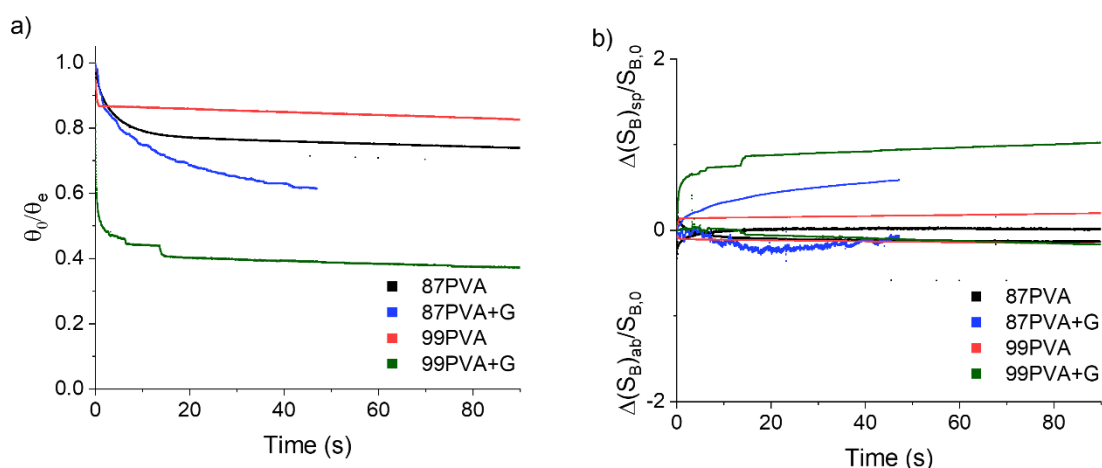 a)
1.0
0.8
0.6
0.4
0.2
0.0
θ0/θe
0
20
40
60
80
Time (s)
87PVA
87PVA+G
99PVA
99PVA+G
b)
2
0
-2
Δ(SB)ab/SB,0
Δ(SB)sp/SB,0
0
20
40
60
80
Time (s)
87PVA
87PVA+G
99PVA
99PVA+G